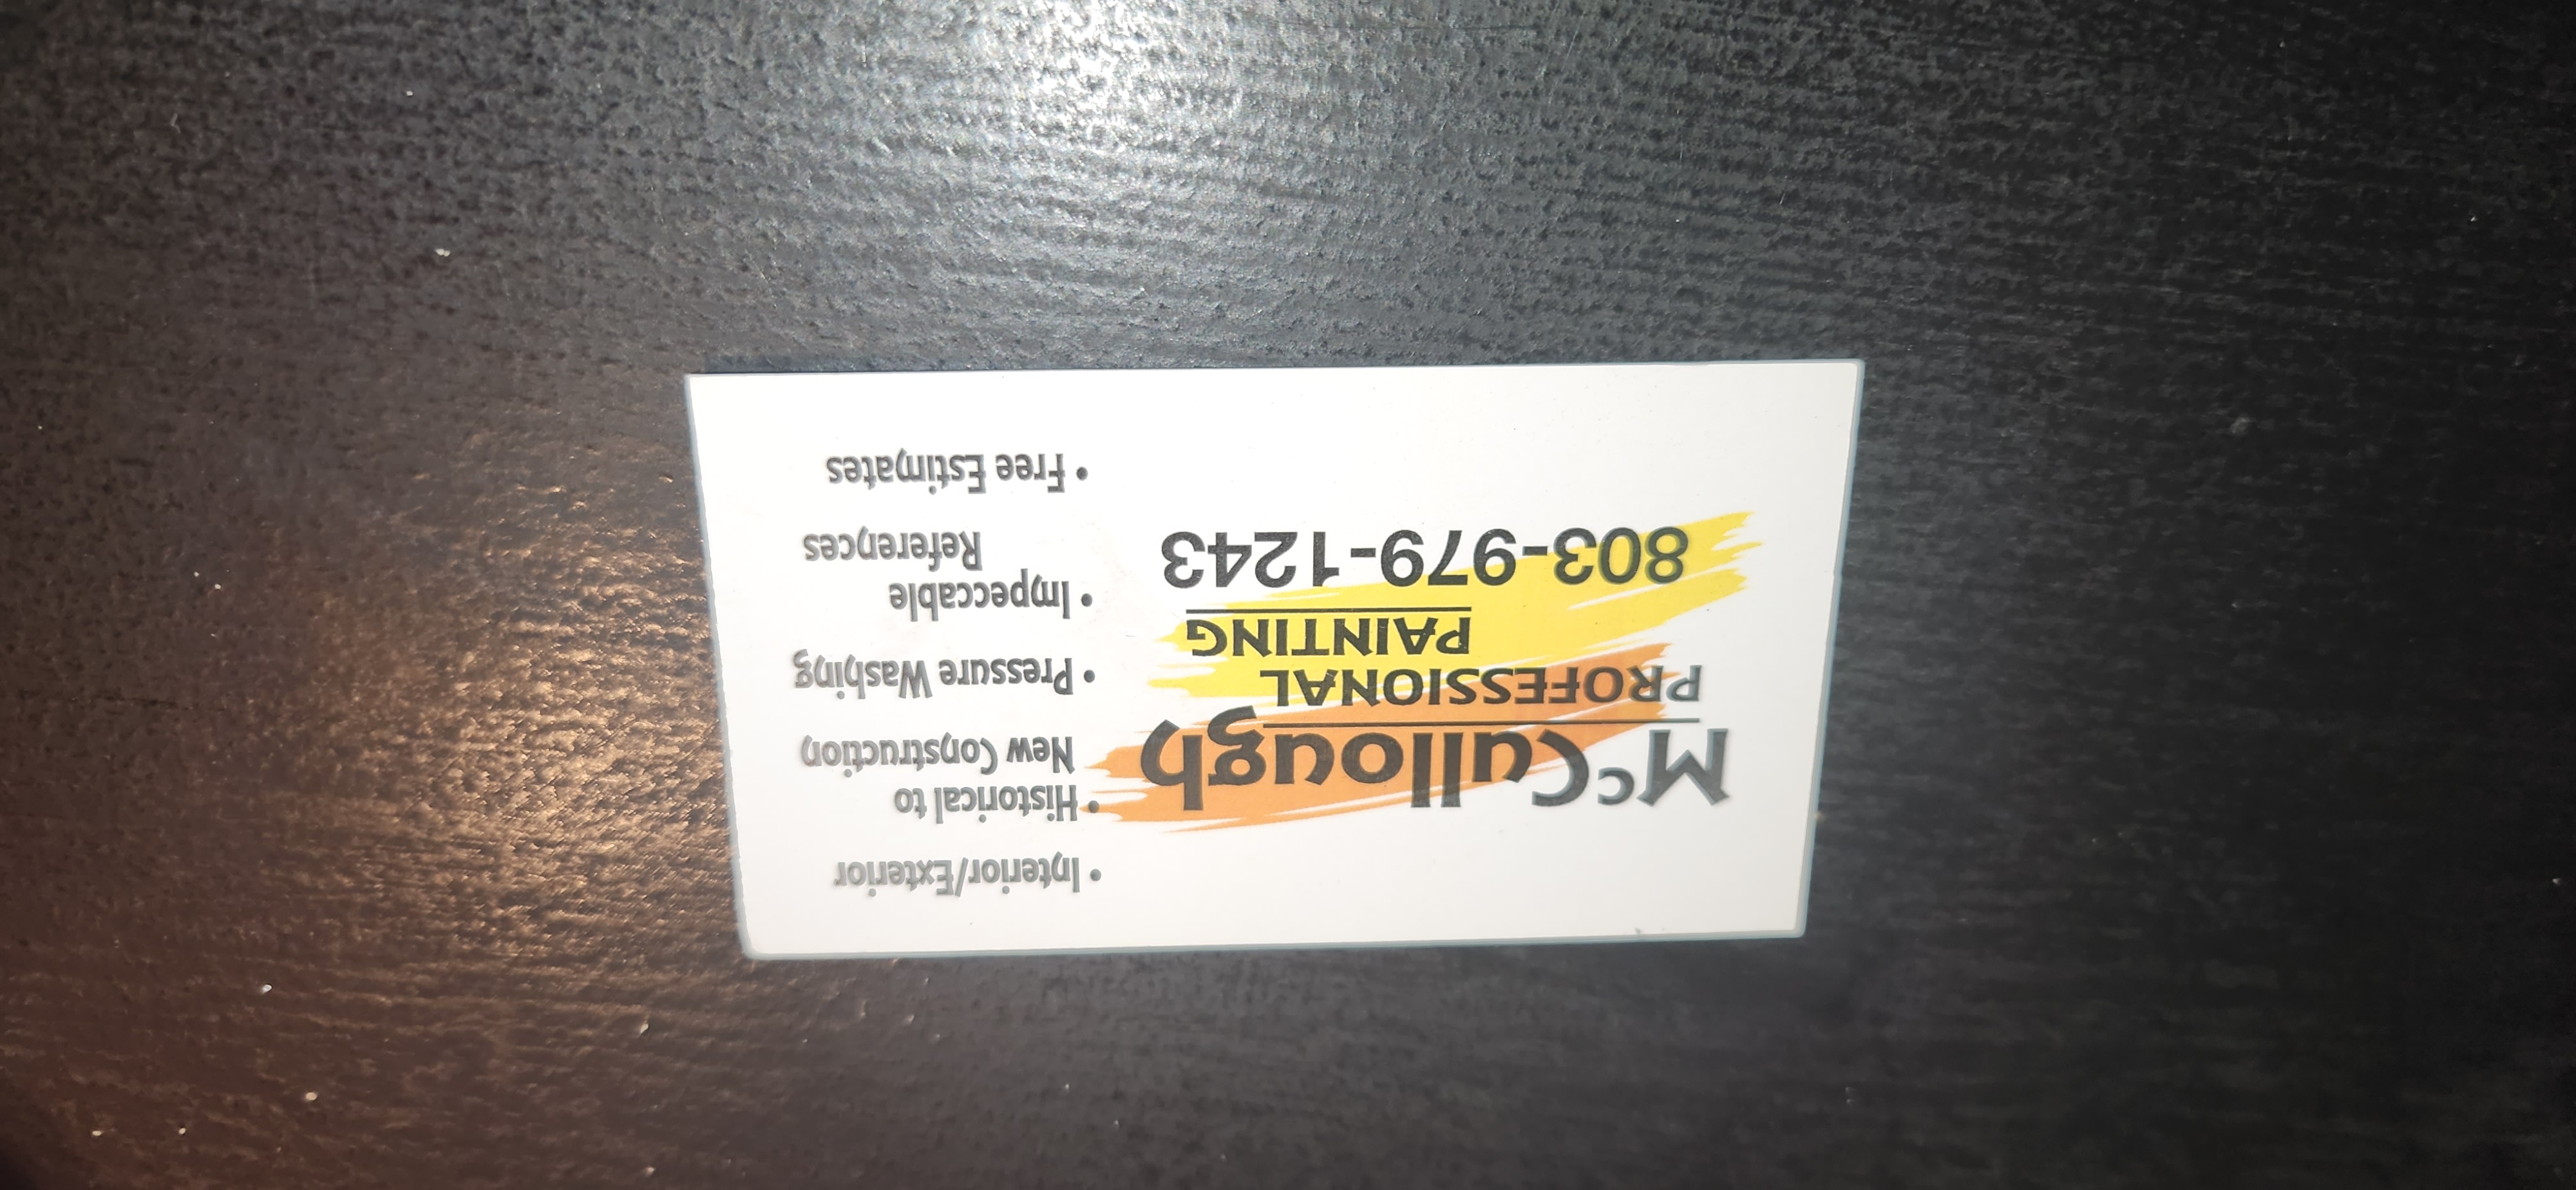 McCullough
PROFESSIONAL
PAINTING
803-979-1243
• Interior/Exterior
• Historical to
New Construction
• Pressure Washing
• Impeccable
References
• Free Estimates